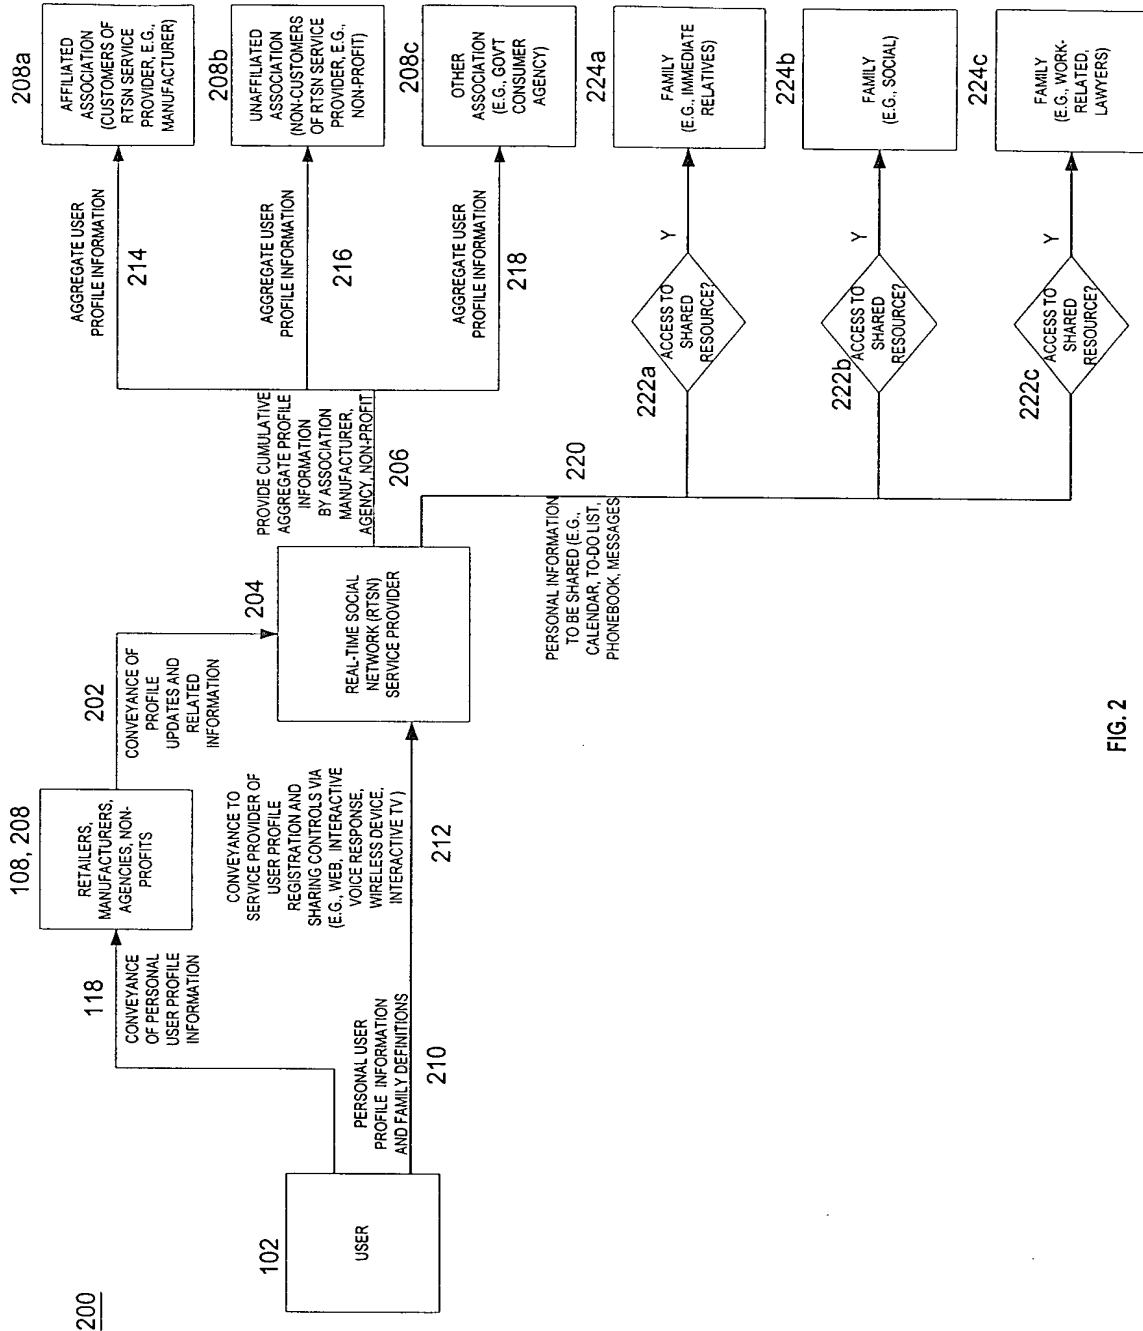 200
102
USER
118
CONVEYANCE
OF PERSONAL
USER PROFILE
INFORMATION
PERSONAL USER
PROFILE INFORMATION
AND FAMILY DEFINITIONS
210
108, 208
RETAILERS,
MANUFACTURERS,
AGENCIES, NON-
PROFITS
CONVEYANCE TO
SERVICE PROVIDER OF
USER PROFILE
REGISTRATION AND
SHARING CONTROLS VIA
(E.G., WEB, INTERACTIVE
VOICE RESPONSE,
WIRELESS DEVICE,
INTERACTIVE TV )
212
202
CONVEYANCE OF
PROFILE
UPDATES AND
RELATED
INFORMATION
204
REAL-TIME SOCIAL
NETWORK (RTSN)
SERVICE PROVIDER
PROVIDE CUMULATIVE
AGGREGATE PROFILE
INFORMATION
BY ASSOCIATION
MANUFACTURER,
AGENCY, NON-PROFIT
206
220
PERSONAL INFORMATION
TO BE SHARED (E.G.,
CALENDAR, TO-DO LIST,
PHONEBOOK, MESSAGES
AGGREGATE USER
PROFILE INFORMATION
214
AGGREGATE USER
PROFILE INFORMATION
216
AGGREGATE USER
PROFILE INFORMATION
218
222a
ACCESS TO
SHARED
RESOURCE?
Y
222b
ACCESS TO
SHARED
RESOURCE?
Y
222c
ACCESS TO
SHARED
RESOURCE?
Y
208a
AFFILIATED
ASSOCIATION
(CUSTOMERS OF
RTSN SERVICE
PROVIDER, E.G.,
MANUFACTURER)
208b
UNAFFILIATED
ASSOCIATION
(NON-CUSTOMERS
OF RTSN SERVICE
PROVIDER, E.G.,
NON-PROFIT)
208c
OTHER
ASSOCIATION
(E.G., GOV'T
CONSUMER
AGENCY)
224a
FAMILY
(E.G., IMMEDIATE
RELATIVES)
224b
FAMILY
(E.G., SOCIAL)
224c
FAMILY
(E.G., WORK-
RELATED,
LAWYERS)
FIG. 2